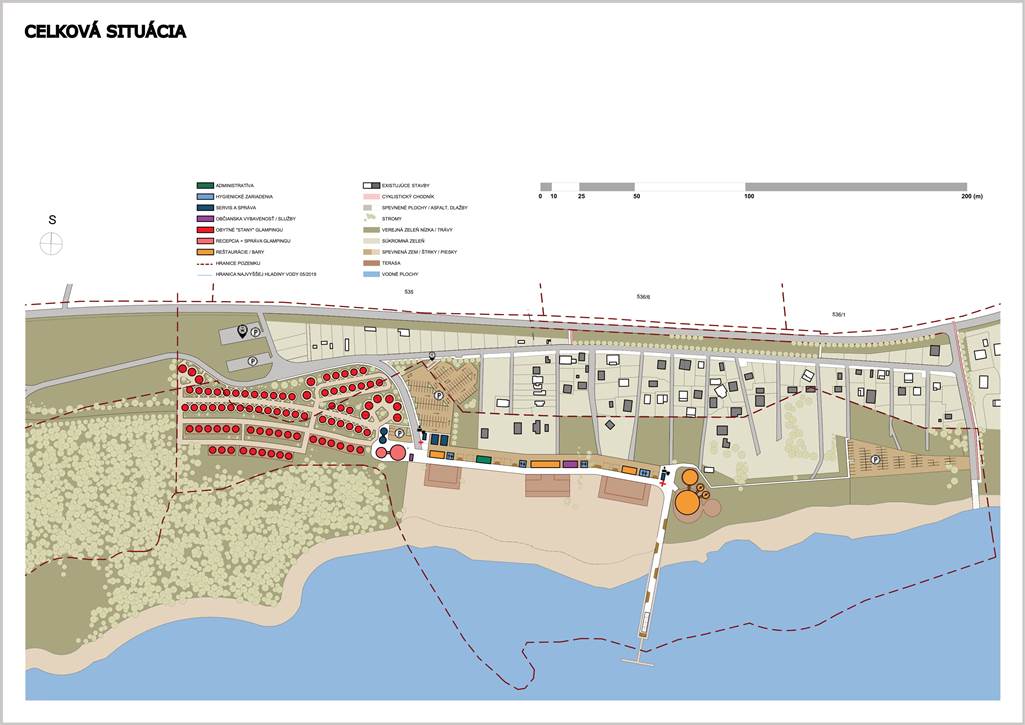 CELKOVÁ SITUÁCIA
ADMINISTRATÍVA
HYGIENICKÉ ZARIADENIA
SERVIS A SPRÁVA
OBČIANSKA VYBAVENOSŤ / SLUŽBY
OBYTNÉ "STANY" GLAMPINGU
RECEPCIA + SPRÁVA GLAMPINGU
REŠTAURÁCIE / BARY
HRANICE POZEMKU
HRANICA NAJVYŠŠEJ HLADINY VODY 05/2019
EXISTUJÚCE STAVBY
CYKLISTICKÝ CHODNÍK
SPEVNENÉ PLOCHY / ASFALT, DLAŽBY
STROMY
VEREJNÁ ZELEŇ NÍZKA / TRÁVY
SÚKROMNÁ ZELEŇ
SPEVNENÁ ZEM / ŠTRKY / PIESKY
TERASA
VODNÉ PLOCHY
0 10 25 50 100 200 (m)
S
535
536/6
536/1
P
P
P
P
P